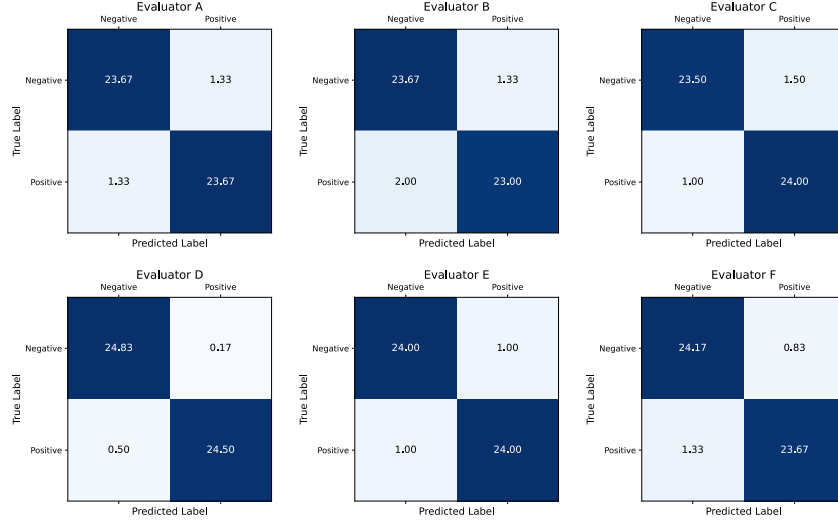 Evaluator A
Negative
Positive
Negative
23.67
1.33
True Label
Positive
1.33
23.67
Predicted Label
Evaluator B
Negative
Positive
Negative
23.67
1.33
True Label
Positive
2.00
23.00
Predicted Label
Evaluator C
Negative
Positive
Negative
23.50
1.50
True Label
Positive
1.00
24.00
Predicted Label
Evaluator D
Negative
Positive
Negative
24.83
0.17
True Label
Positive
0.50
24.50
Predicted Label
Evaluator E
Negative
Positive
Negative
24.00
1.00
True Label
Positive
1.00
24.00
Predicted Label
Evaluator F
Negative
Positive
Negative
24.17
0.83
True Label
Positive
1.33
23.67
Predicted Label